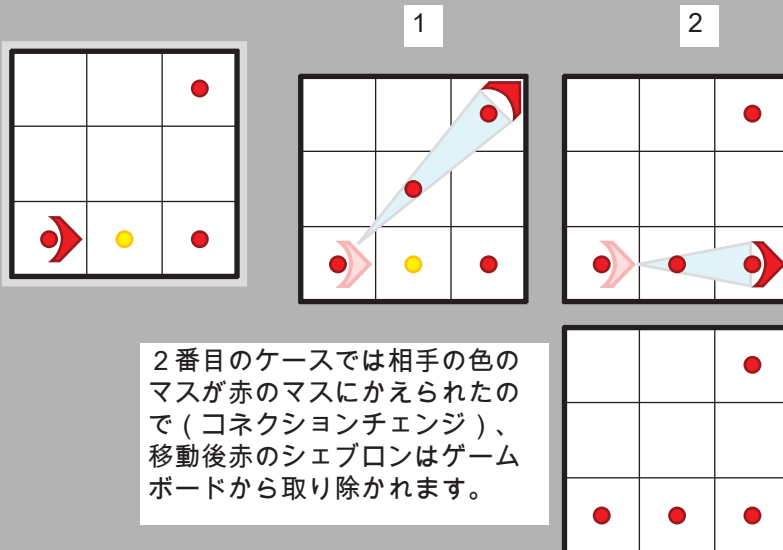 1
2
２番目のケースでは相手の色の
マスが赤のマスにかえられたの
で（コネクションチェンジ）、
移動後赤のシェブロンはゲーム
ボードから取り除かれます。